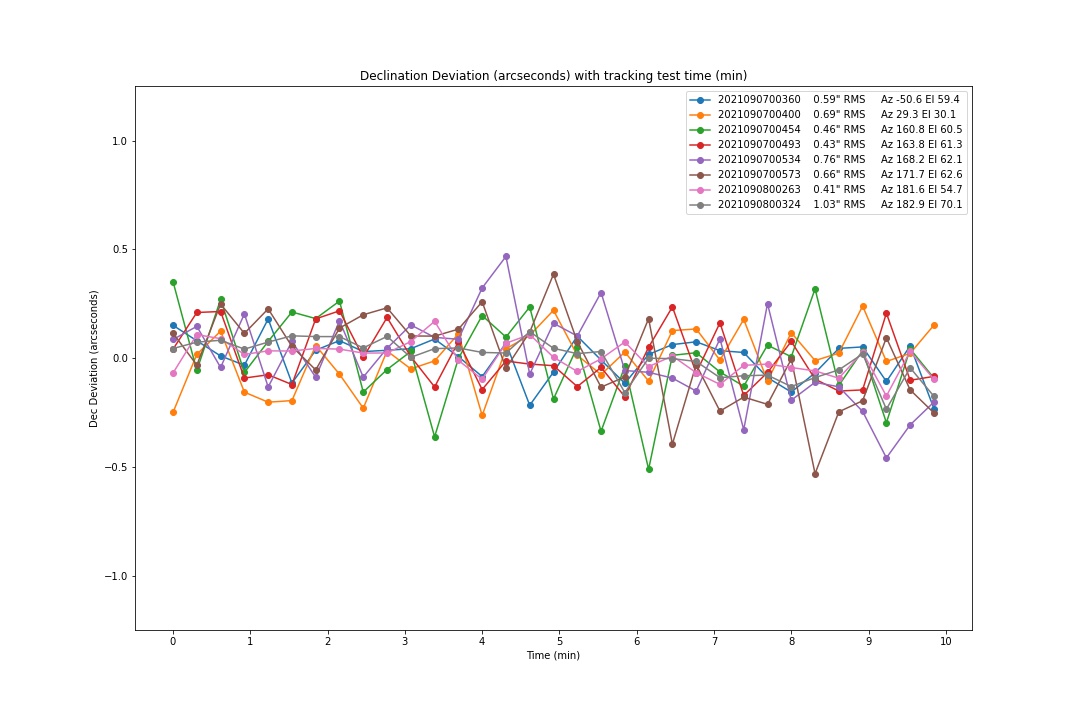 Declination Deviation (arcseconds) with tracking test time (min)
2021090700360 0.59" RMS Az -50.6 El 59.4
2021090700400 0.69" RMS Az 29.3 El 30.1
2021090700454 0.46" RMS Az 160.8 El 60.5
2021090700493 0.43" RMS Az 163.8 El 61.3
2021090700534 0.76" RMS Az 168.2 El 62.1
2021090700573 0.66" RMS Az 171.7 El 62.6
2021090800263 0.41" RMS Az 181.6 El 54.7
2021090800324 1.03" RMS Az 182.9 El 70.1
Dec Deviation (arcseconds)
1.0
0.5
0.0
−0.5
−1.0
0 1 2 3 4 5 6 7 8 9 10
Time (min)